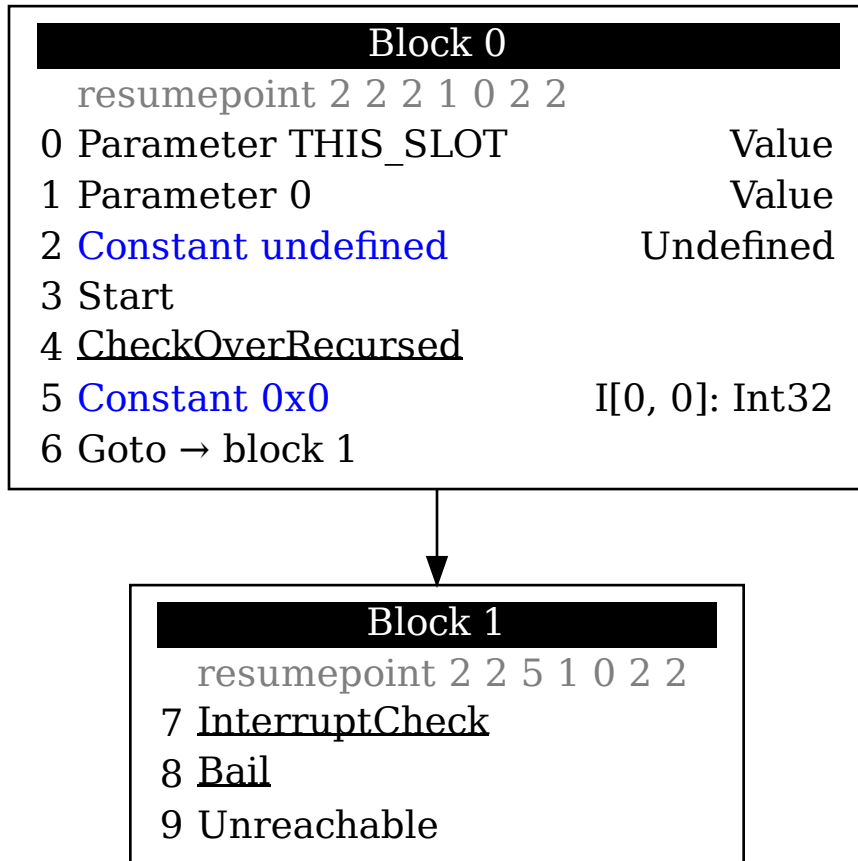 Block 0
resumepoint 2 2 2 1 0 2 2
0 Parameter THIS_SLOT Value
1 Parameter 0 Value
2 Constant undefined Undefined
3 Start
4 CheckOverRecursed
5 Constant 0x0 I[0, 0]: Int32
6 Goto → block 1
Block 1
resumepoint 2 2 5 1 0 2 2
7 InterruptCheck
8 Bail
9 Unreachable